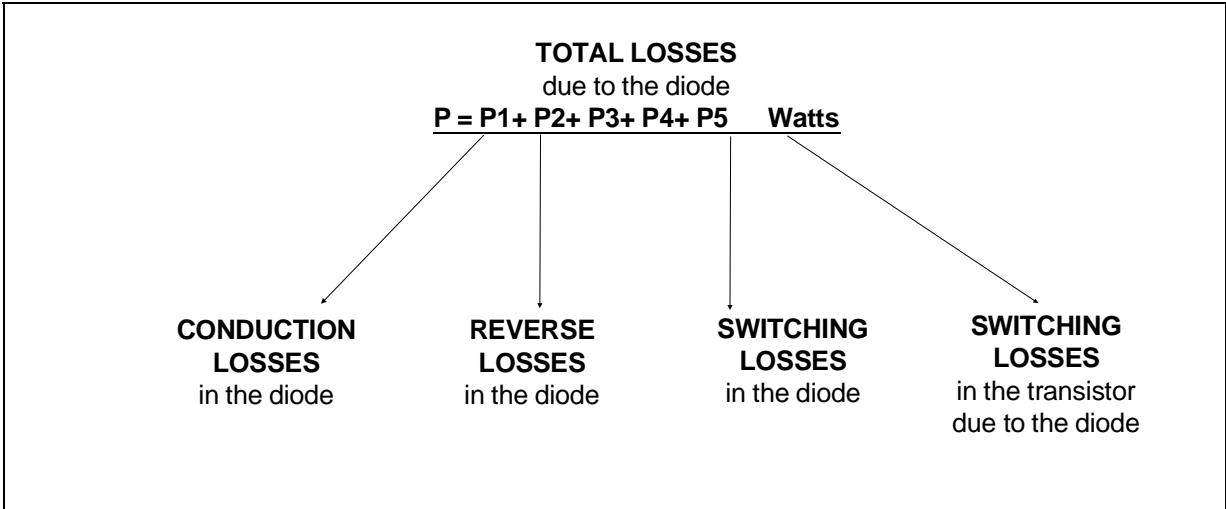 TOTAL LOSSES
due to the diode
P = P1+ P2+ P3+ P4+ P5 Watts
CONDUCTION
LOSSES
in the diode
REVERSE
LOSSES
in the diode
SWITCHING
LOSSES
in the diode
SWITCHING
LOSSES
in the transistor
due to the diode